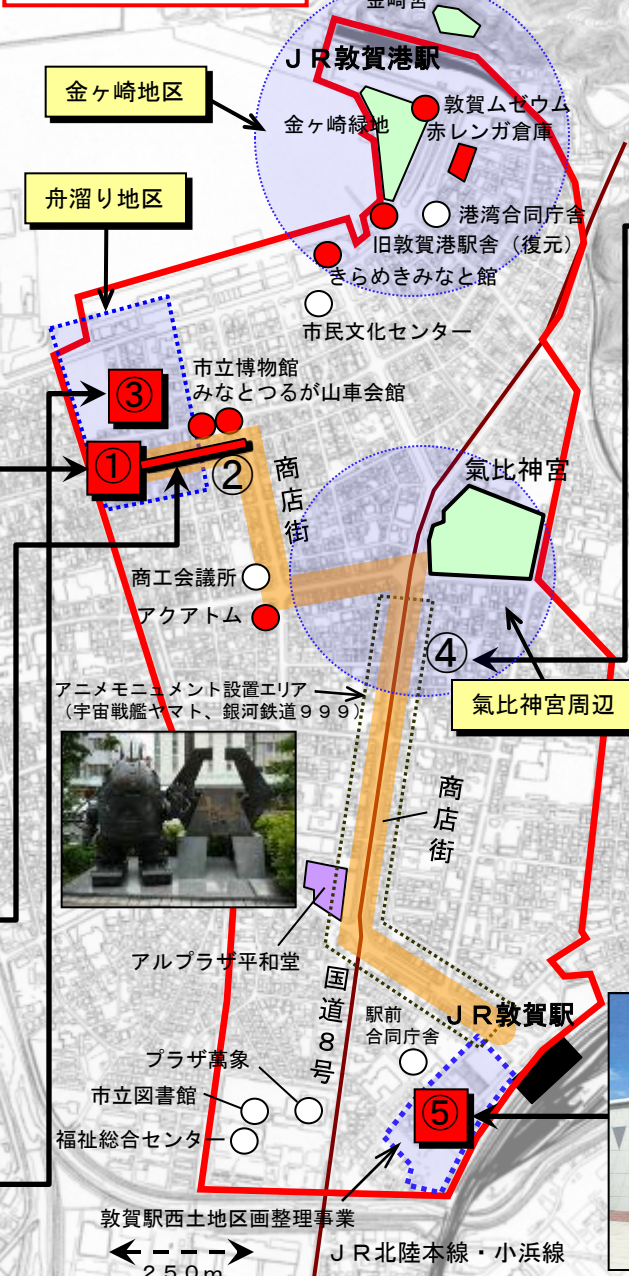 金崎宮
ＪＲ敦賀港駅
金ヶ崎地区
敦賀ムゼウム
金ヶ崎緑地
赤レンガ倉庫
舟溜り地区
港湾合同庁舎
旧敦賀港駅舎（復元）
きらめきみなと館
市民文化センター
市立博物館
みなとつるが山車会館
③
①
②
商店街
氣比神宮
商工会議所
アクアトム
④
アニメモニュメント設置エリア
（宇宙戦艦ヤマト、銀河鉄道９９９）
氣比神宮周辺
商店街
アルプラザ平和堂
国道８号
駅前
合同庁舎
ＪＲ敦賀駅
プラザ萬象
市立図書館
福祉総合センター
⑤
敦賀駅西土地区画整理事業
２５０ｍ
ＪＲ北陸本線・小浜線